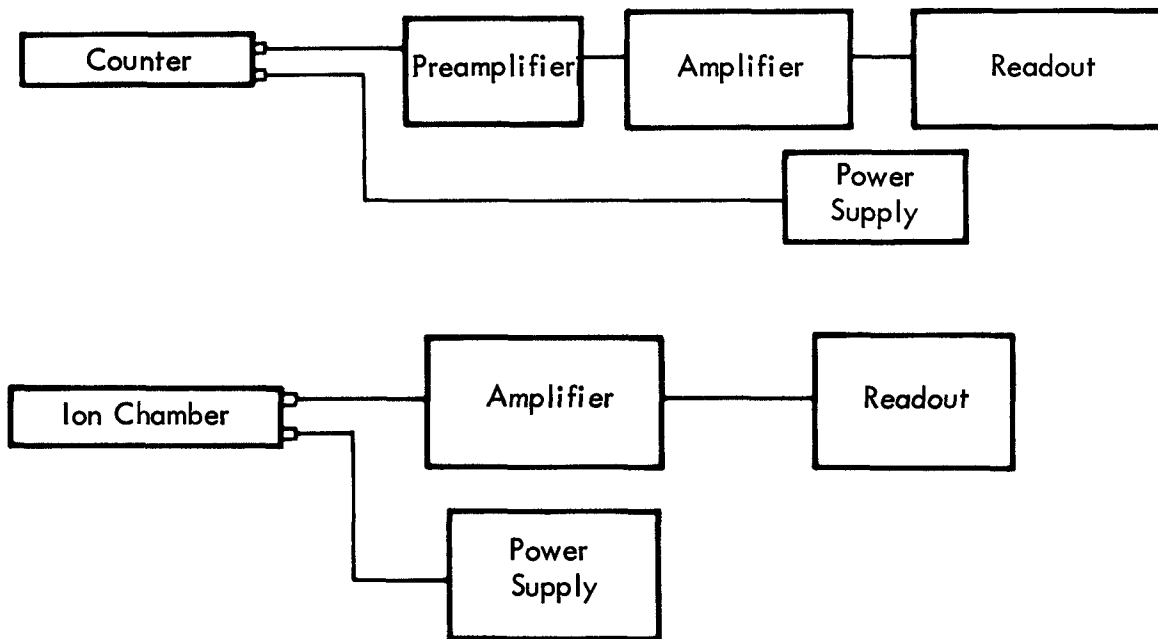 Counter
Preamplifier
Amplifier
Readout
Power
Supply
Ion Chamber
Amplifier
Readout
Power
Supply